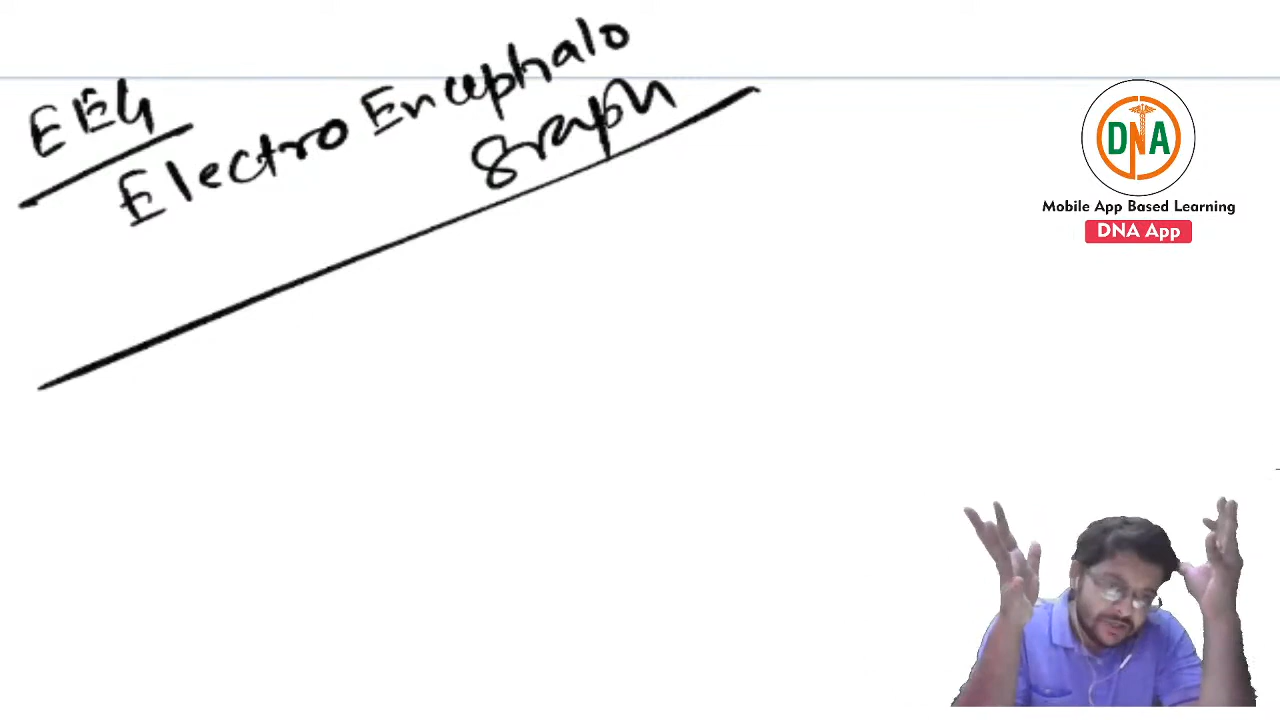 EEG
Electro Encephalo
graph
DNA
Mobile App Based Learning
DNA App